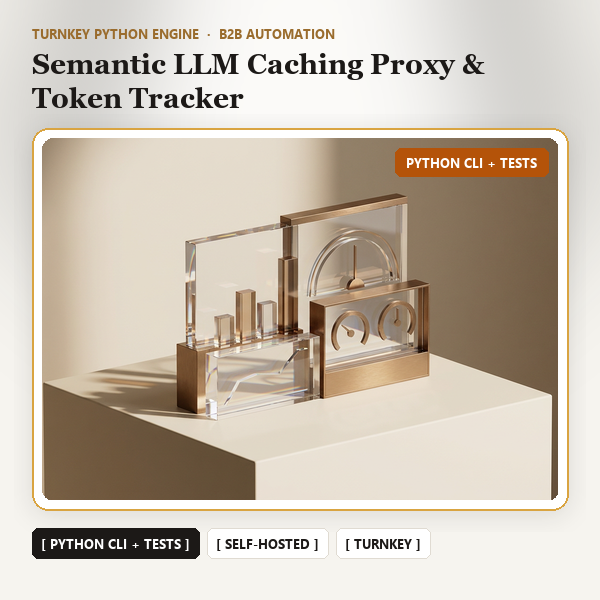 TURNKEY PYTHON ENGINE · B2B AUTOMATION
Semantic LLM Caching Proxy &
Token Tracker
PYTHON CLI + TESTS
[ PYTHON CLI + TESTS ]
[ SELF-HOSTED ]
[ TURNKEY ]